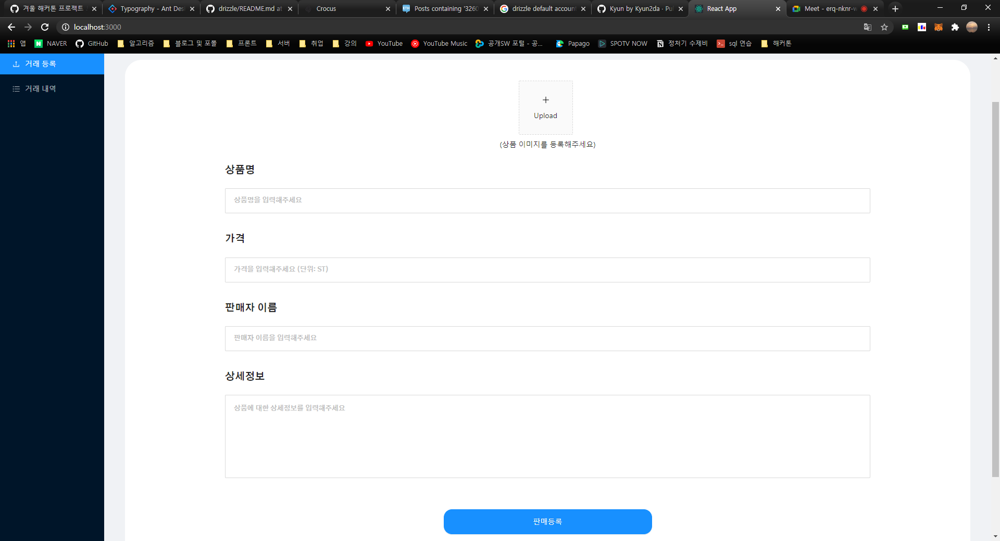 겨울 해커톤 프로젝트
Typography - Ant Des
drizzle/README.md at
Crocus
Posts containing '3260
drizzle default account
Kyun by Kyun2da · Pu
React App
Meet - erq-nknr-w
localhost:3000
앱
NAVER
GitHub
알고리즘
블로그 및 포폴
프론트
서버
취업
강의
YouTube
YouTube Music
공개SW 포털 - 공...
Papago
SPOTV NOW
정처기 수제비
sql 연습
해커톤
거래 등록
거래 내역
Upload
(상품 이미지를 등록해주세요)
상품명
상품명을 입력해주세요
가격
가격을 입력해주세요 (단위: ST)
판매자 이름
판매자 이름을 입력해주세요
상세정보
상품에 대한 상세정보를 입력해주세요
판매등록